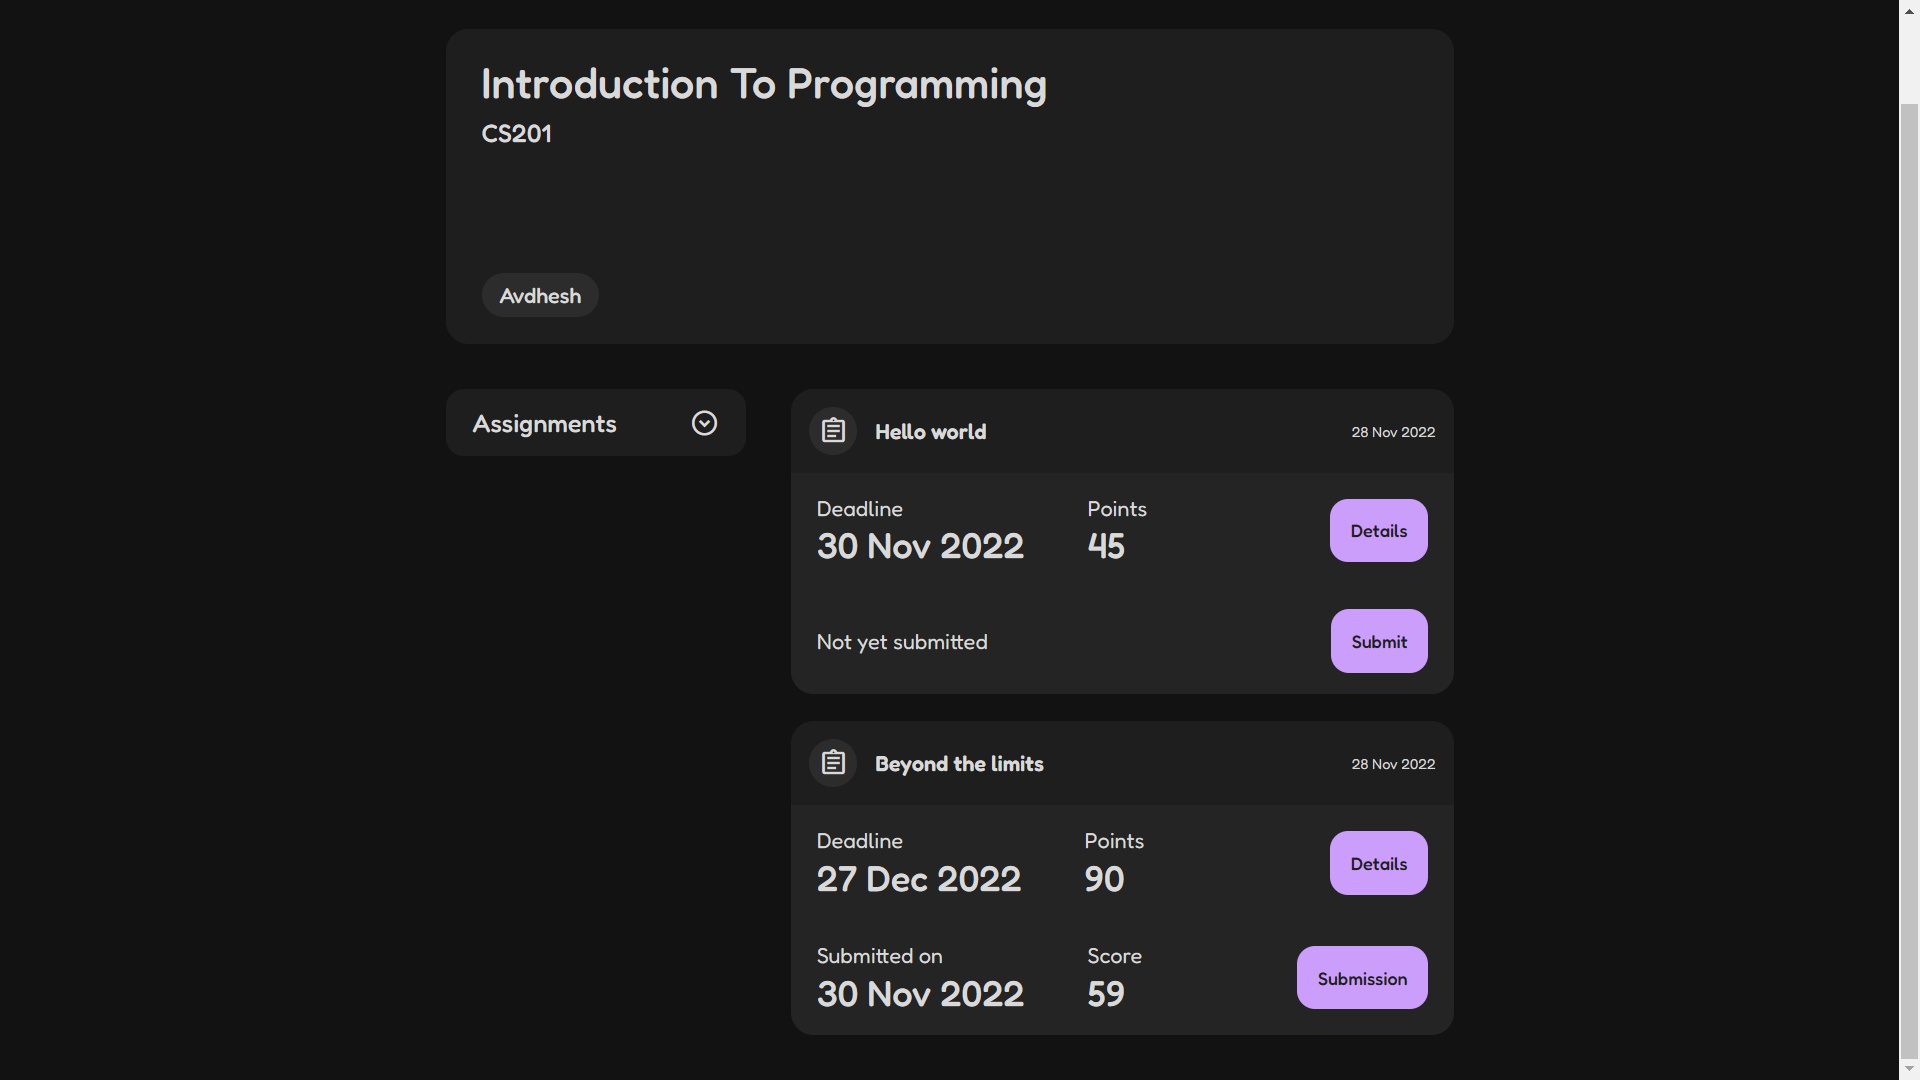 Introduction To Programming
CS201
Avdhesh
Assignments
Hello world
28 Nov 2022
Deadline
Points
30 Nov 2022
45
Details
Not yet submitted
Submit
Beyond the limits
28 Nov 2022
Deadline
Points
27 Dec 2022
90
Details
Submitted on
Score
30 Nov 2022
59
Submission